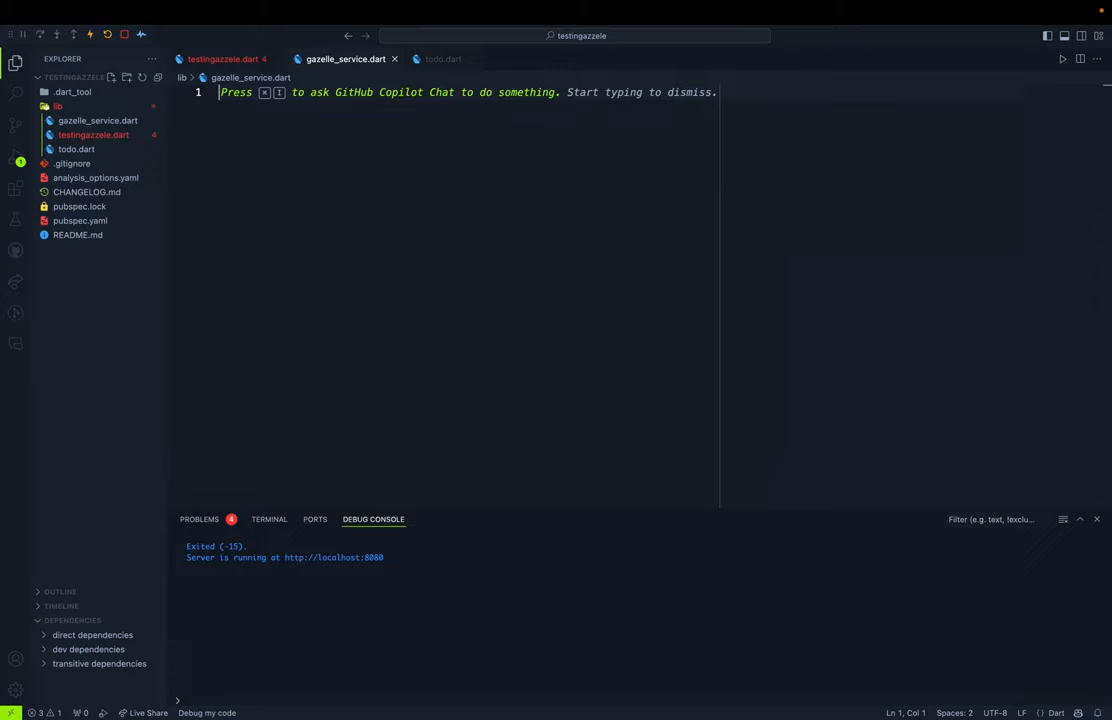 testingazzele
EXPLORER
testingazzele.dart 4
gazelle_service.dart
todo.dart
TESTINGAZZELE
lib
gazelle_service.dart
.dart_tool
lib
gazelle_service.dart
testingazzele.dart 4
todo.dart
.gitignore
analysis_options.yaml
CHANGELOG.md
pubspec.lock
pubspec.yaml
README.md
1
1 Press ⌘ I to ask GitHub Copilot Chat to do something. Start typing to dismiss.
PROBLEMS 4 TERMINAL PORTS DEBUG CONSOLE
Filter (e.g. text, !exclu...
Exited (-15).
Server is running at http://localhost:8080
OUTLINE
TIMELINE
DEPENDENCIES
direct dependencies
dev dependencies
transitive dependencies
3 1 0 Live Share Debug my code Ln 1, Col 1 Spaces: 2 UTF-8 LF {} Dart